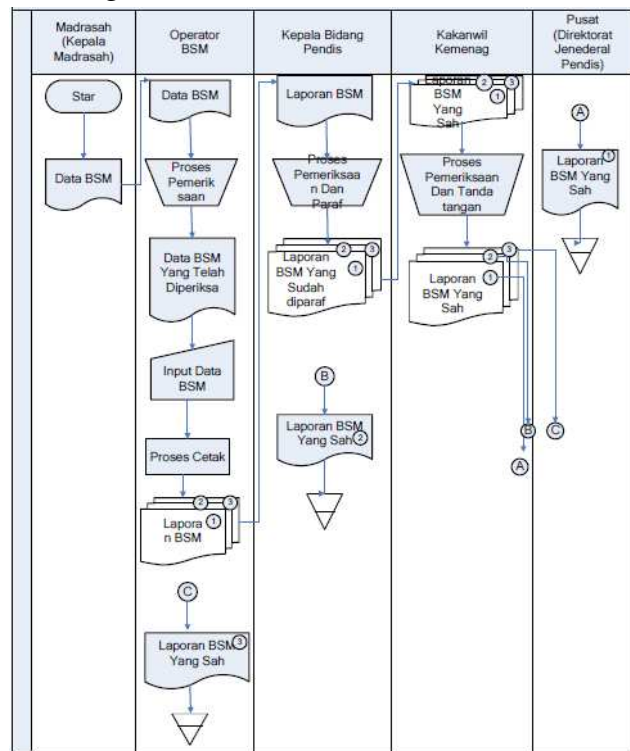 Madrasah
(Kepala
Madrasah)
Operator
BSM
Kepala Bidang
Pendis
Kakanwil
Kemenag
Pusat
(Direktorat
Jenederal
Pendis)
Star
Data BSM
Data BSM
Proses
Pemerik
saan
Data BSM
Yang Telah
Diperiksa
Input Data
BSM
Proses Cetak
2
3
Lapora
1
n BSM
C
Laporan BSM
3
Yang Sah
Laporan BSM
Proses
Pemeriksaa
n Dan
Paraf
2
3
Laporan
1
BSM Yang
Sudah
diparaf
B
Laporan BSM
Yang Sah
2
Laporan
2
3
BSM
1
Yang
Sah
Proses
Pemeriksaan
Dan Tanda
tangan
3
2
Laporan
1
BSM Yang
Sah
B
C
A
A
Laporan
1
BSM Yang
Sah